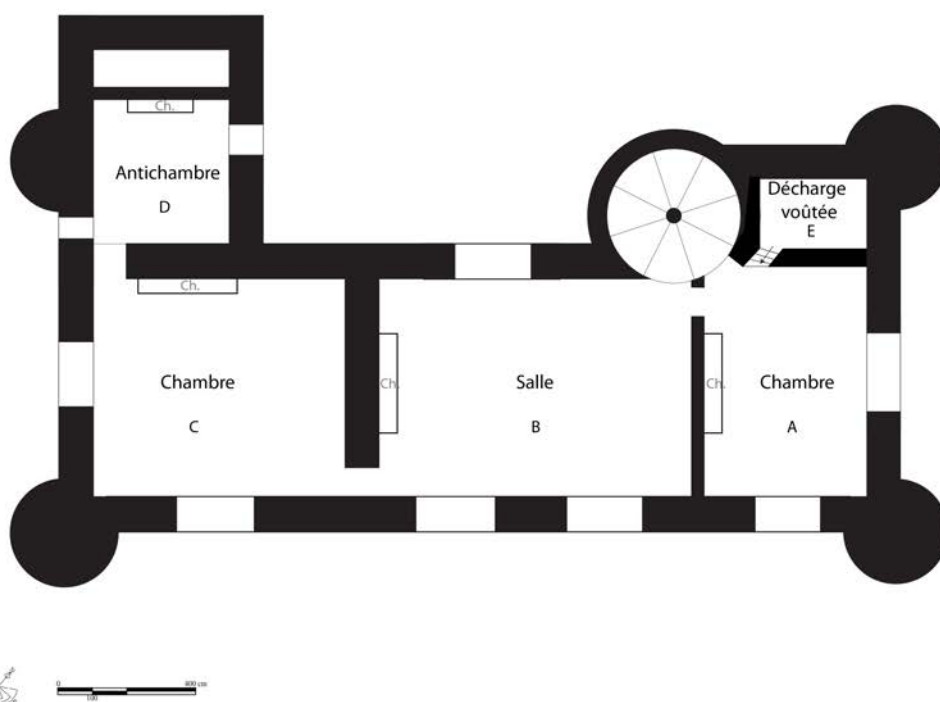 Ch.
Antichambre
D
Décharge
voûtée
E
Ch.
Chambre
C
Ch.
Salle
B
Ch.
Chambre
A
0
400 cm
100